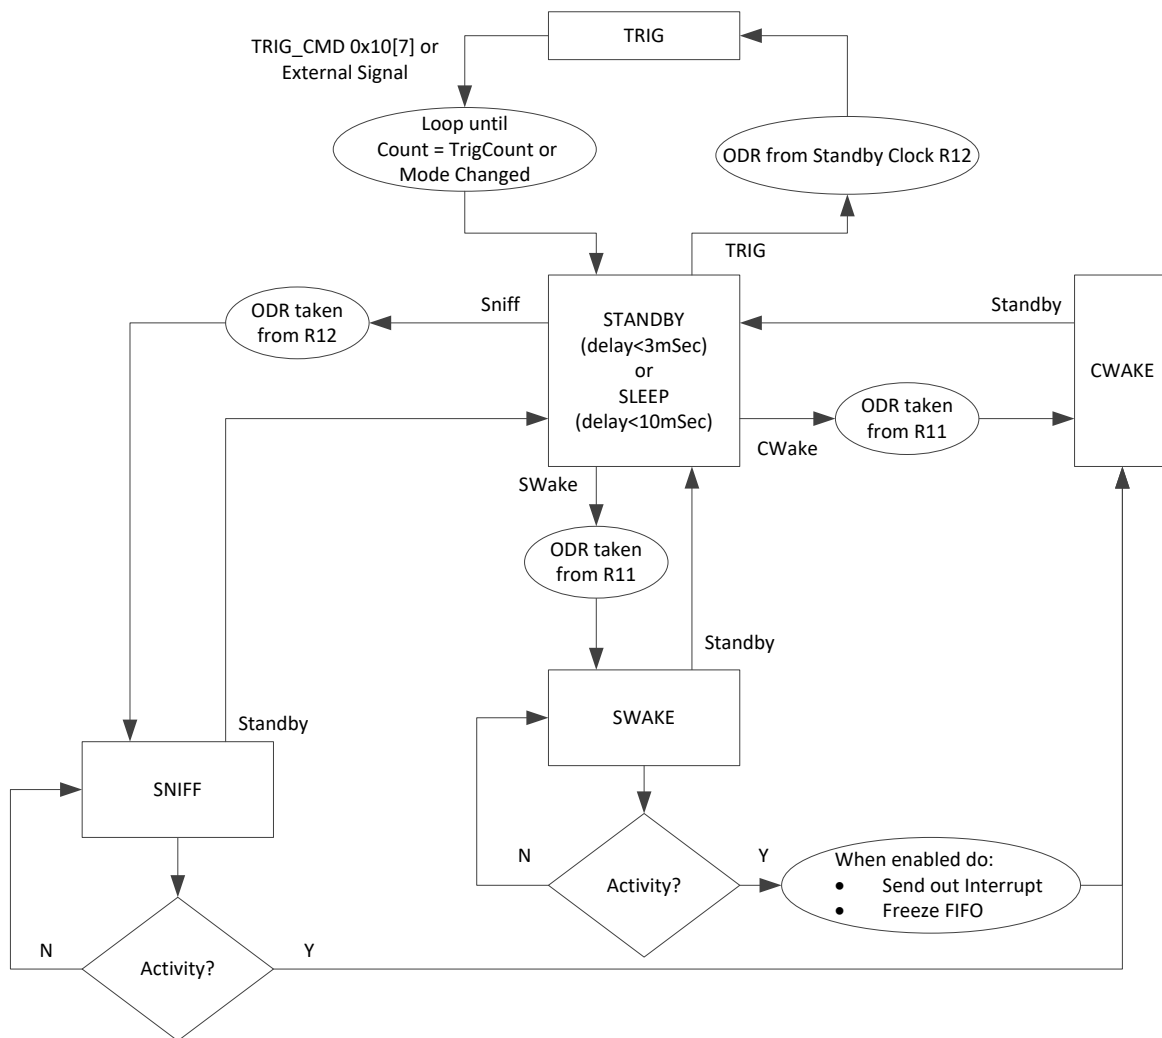 TRIG
TRIG_CMD 0x10[7] or
External Signal
Loop until
Count = TrigCount or
Mode Changed
ODR from Standby Clock R12
TRIG
Sniff
ODR taken
from R12
STANDBY
(delay<3mSec)
or
SLEEP
(delay<10mSec)
Standby
CWAKE
ODR taken
from R11
CWake
SWake
ODR taken
from R11
Standby
Standby
SWAKE
SNIFF
N
Activity?
Y
When enabled do:
● Send out Interrupt
● Freeze FIFO
N
Activity?
Y